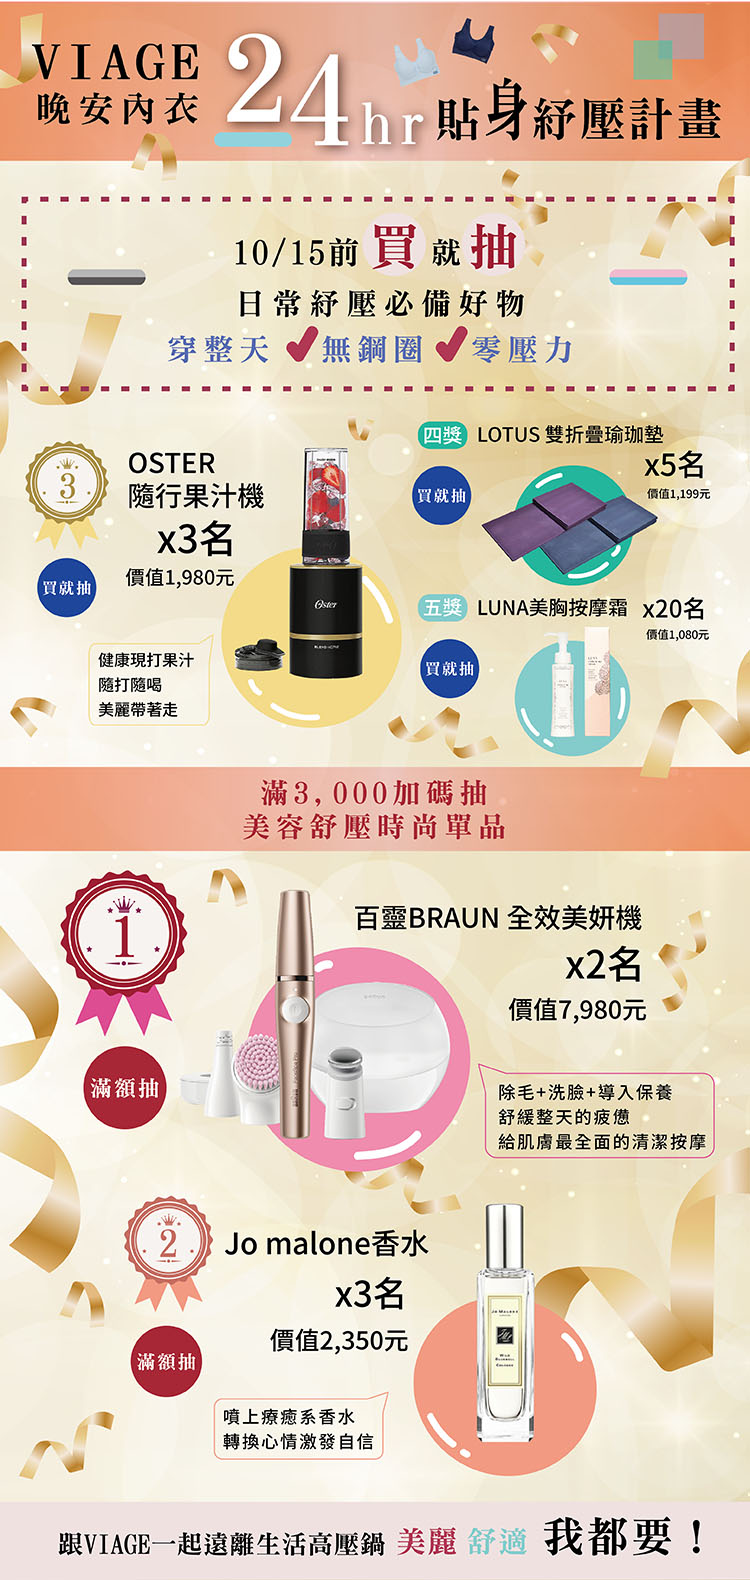 VIAGE
晚安內衣
24hr貼身紓壓計畫
10/15前買就抽
日常紓壓必備好物
穿整天 無鋼圈 零壓力
3
OSTER
隨行果汁機
x3名
價值1,980元
買就抽
健康現打果汁
隨打隨喝
美麗帶著走
Oster
BLEND ACTIVE
四獎 LOTUS 雙折疊瑜珈墊
x5名
價值1,199元
買就抽
五獎 LUNA美胸按摩霜 x20名
價值1,080元
買就抽
滿3,000加碼抽
美容舒壓時尚單品
1
百靈BRAUN 全效美妍機
x2名
價值7,980元
滿額抽
除毛+洗臉+導入保養
舒緩整天的疲憊
給肌膚最全面的清潔按摩
2
Jo malone香水
x3名
價值2,350元
滿額抽
噴上療癒系香水
轉換心情激發自信
JO MALONE
LONDON
WILD
BLUEBELL
COLOGNE
跟VIAGE一起遠離生活高壓鍋 美麗 舒適 我都要！